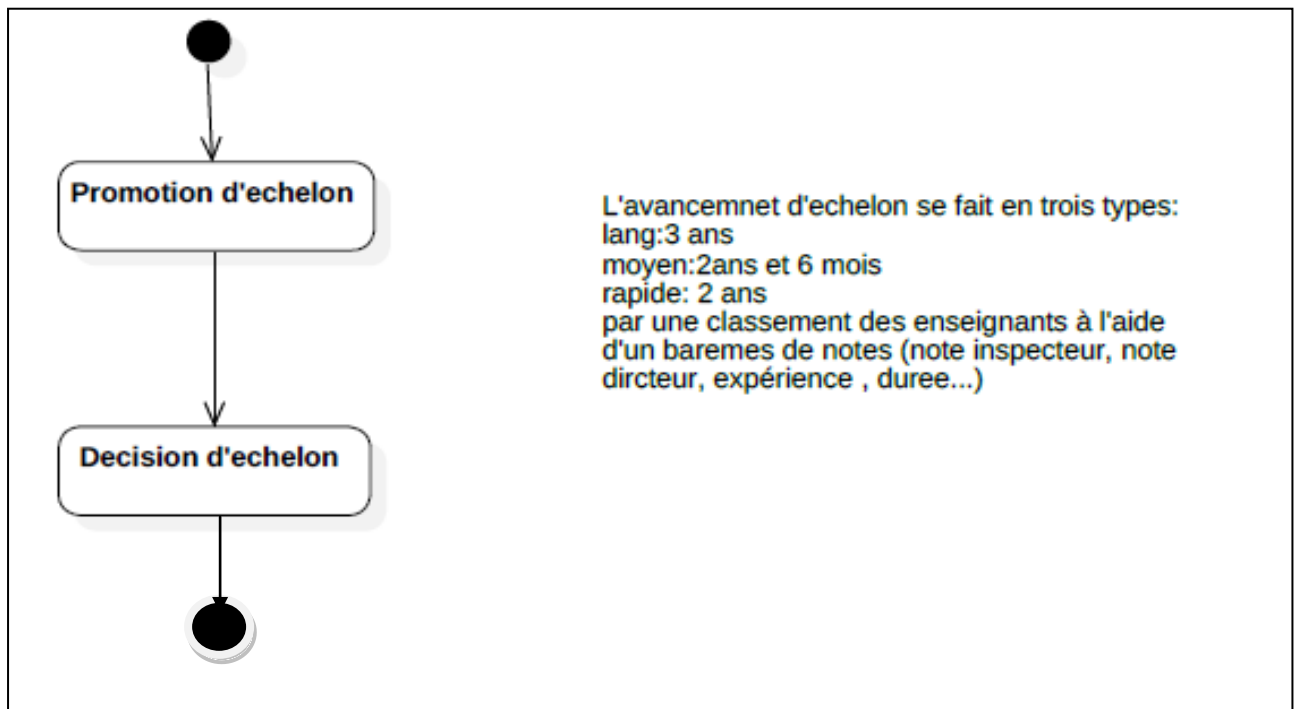 Promotion d'echelon
L'avancemnet d'echelon se fait en trois types:
lang:3 ans
moyen:2ans et 6 mois
rapide: 2 ans
par une classement des enseignants à l'aide
d'un baremes de notes (note inspecteur, note
dircteur, expérience , duree...)
Decision d'echelon